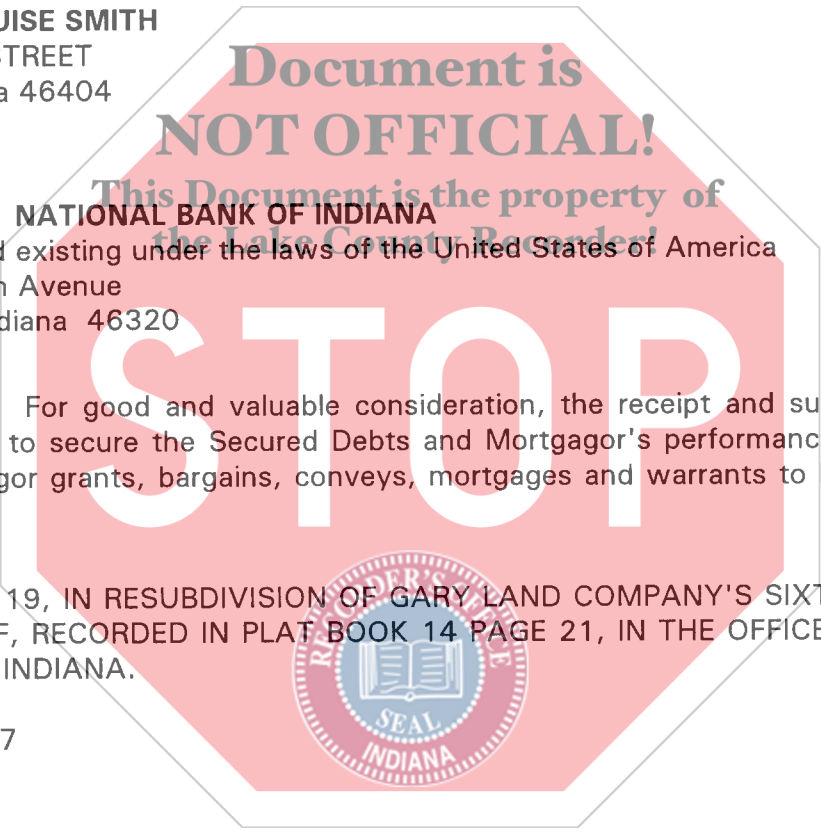 UISE SMITH
STREET
a 46404
Document is
NOT OFFICIAL!
This Document is the property of
the Lake County Recorder!
NATIONAL BANK OF INDIANA
d existing under the laws of the United States of America
n Avenue
diana 46320
STOP
For good and valuable consideration, the receipt and su
to secure the Secured Debts and Mortgagor's performanc
gor grants, bargains, conveys, mortgages and warrants to
19, IN RESUBDIVISION OF GARY LAND COMPANY'S SIXT
F, RECORDED IN PLAT BOOK 14 PAGE 21, IN THE OFFICE
INDIANA.
7
RECORDER'S OFFICE
SEAL
INDIANA